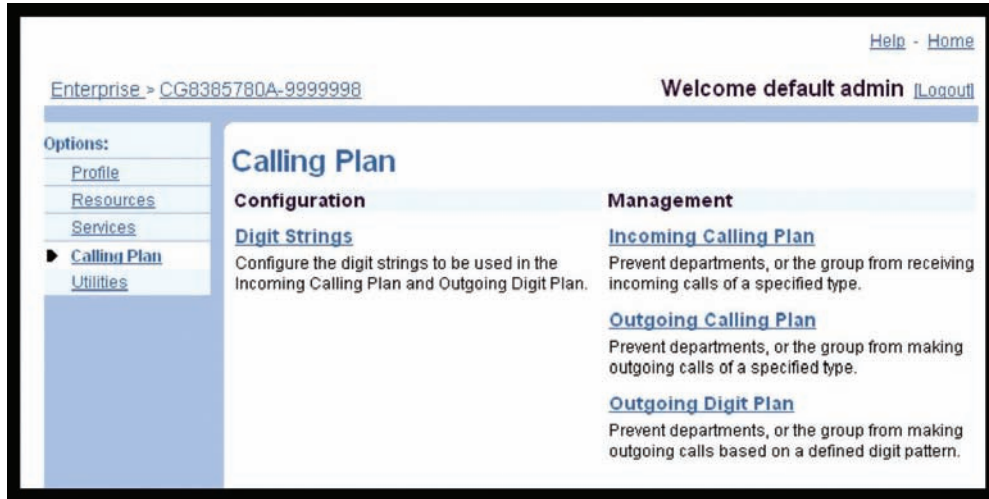 Help - Home
Enterprise > CG8385780A-9999998
Welcome default admin [Logout]
Options:
Profile
Resources
Services
Calling Plan
Utilities
Calling Plan
Configuration
Digit Strings
Configure the digit strings to be used in the
Incoming Calling Plan and Outgoing Digit Plan.
Management
Incoming Calling Plan
Prevent departments, or the group from receiving
incoming calls of a specified type.
Outgoing Calling Plan
Prevent departments, or the group from making
outgoing calls of a specified type.
Outgoing Digit Plan
Prevent departments, or the group from making
outgoing calls based on a defined digit pattern.